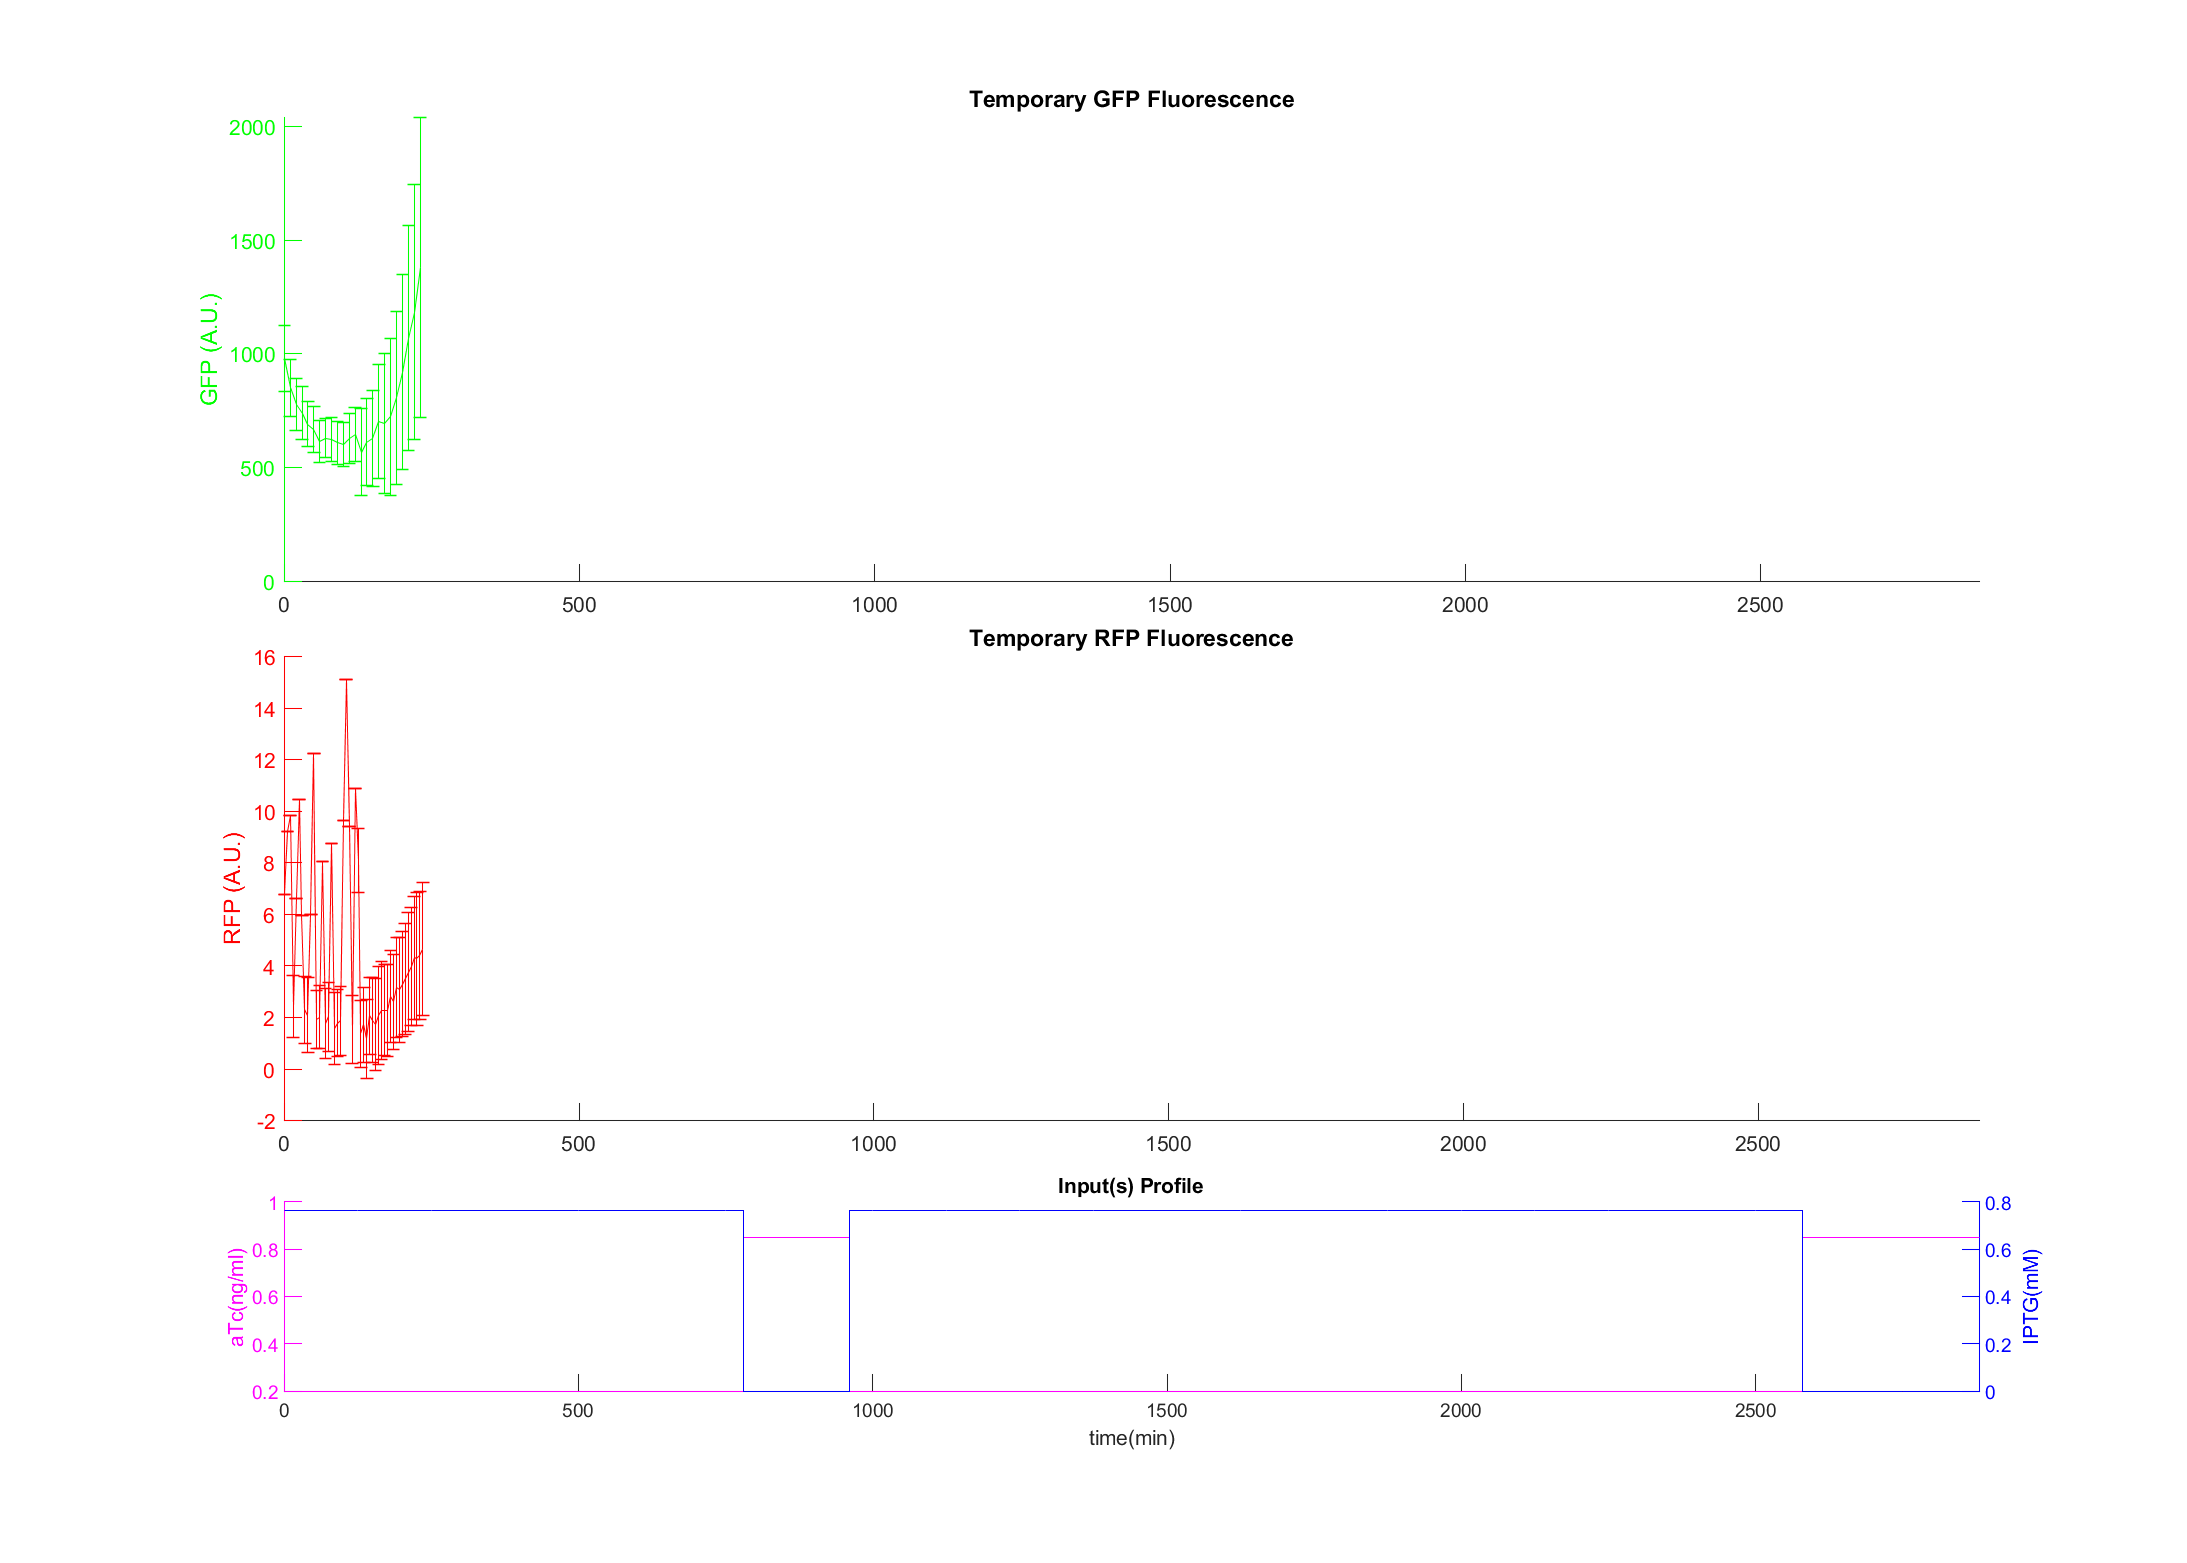 Temporary GFP Fluorescence
GFP (A.U.)
2000
1500
1000
500
0
0 500 1000 1500 2000 2500
Temporary RFP Fluorescence
RFP (A.U.)
16
14
12
10
8
6
4
2
0
-2
0 500 1000 1500 2000 2500
Input(s) Profile
aTc(ng/ml)
1
0.8
0.6
0.4
0.2
0.8
0.6
0.4
0.2
0
IPTG(mM)
0 500 1000 1500 2000 2500
time(min)